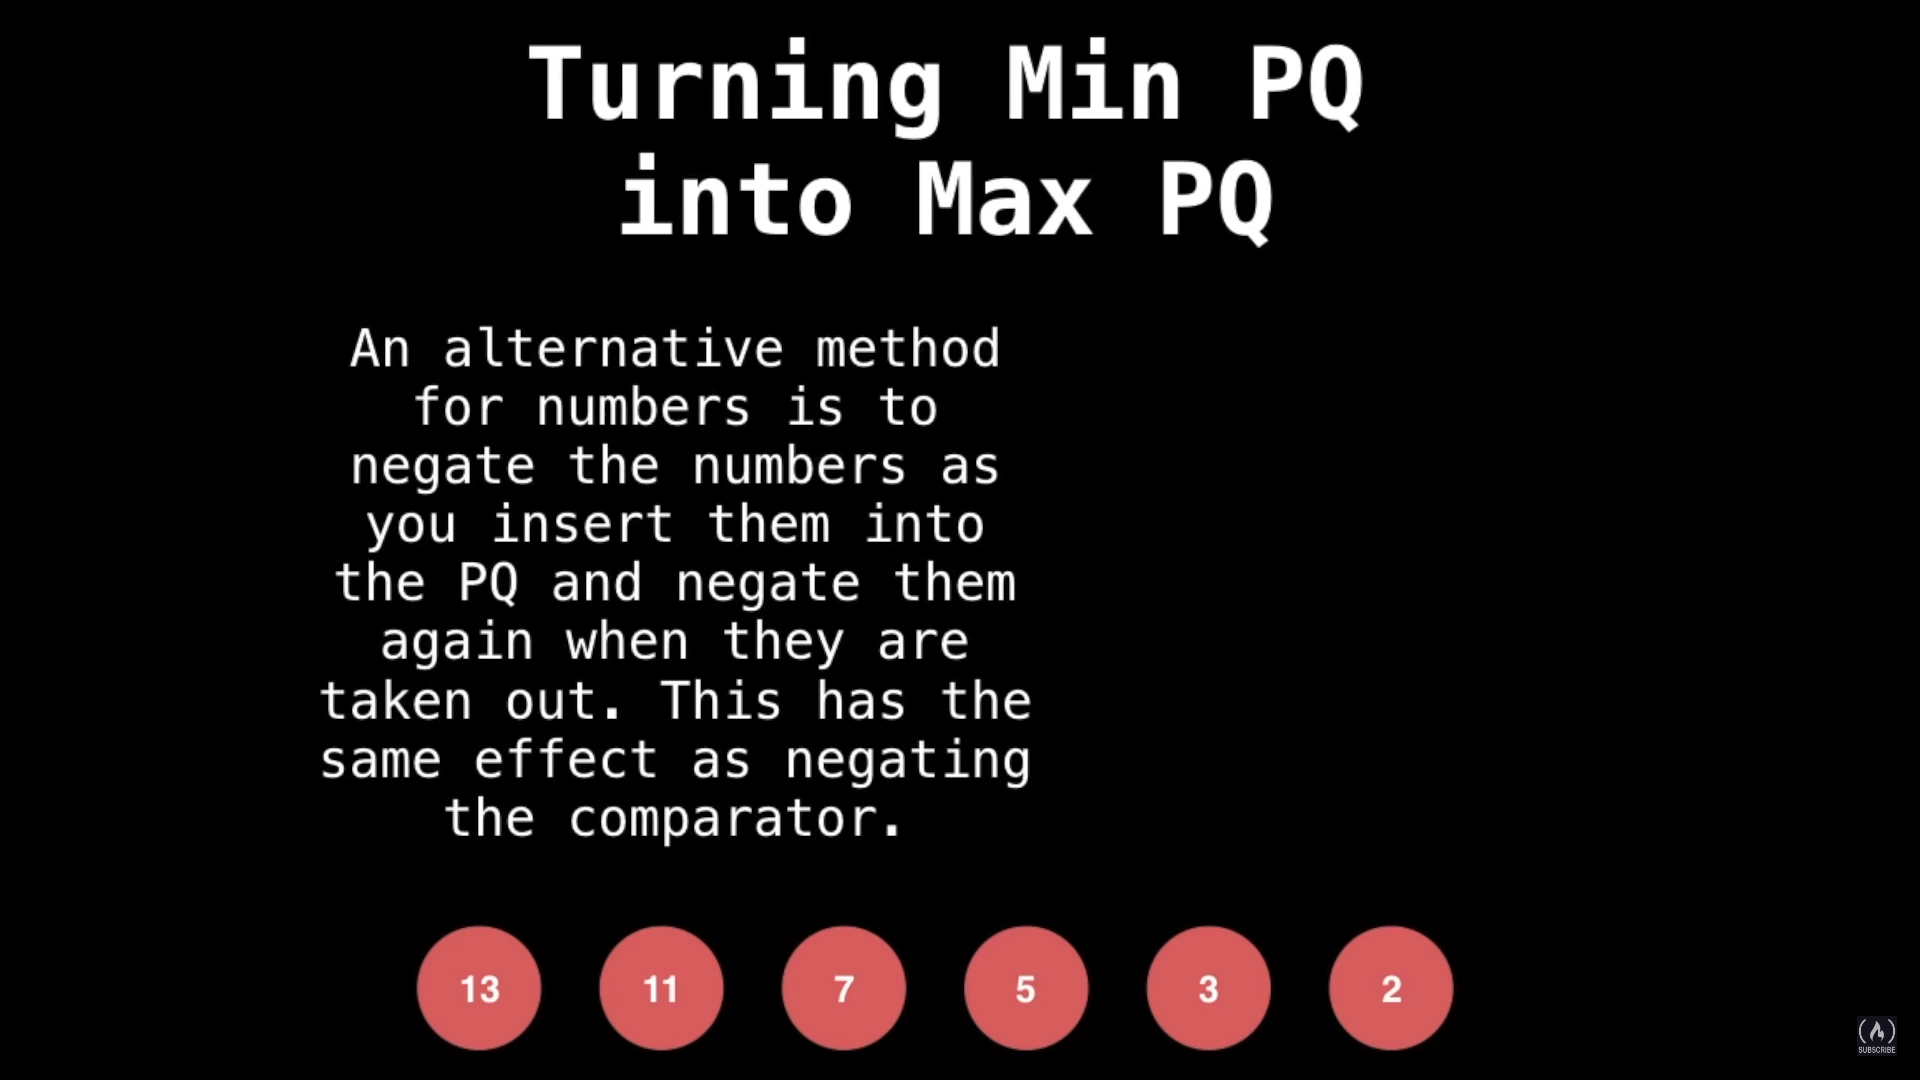 Turning Min PQ
into Max PQ
An alternative method
for numbers is to
negate the numbers as
you insert them into
the PQ and negate them
again when they are
taken out. This has the
same effect as negating
the comparator.
13 11 7 5 3 2
SUBSCRIBE